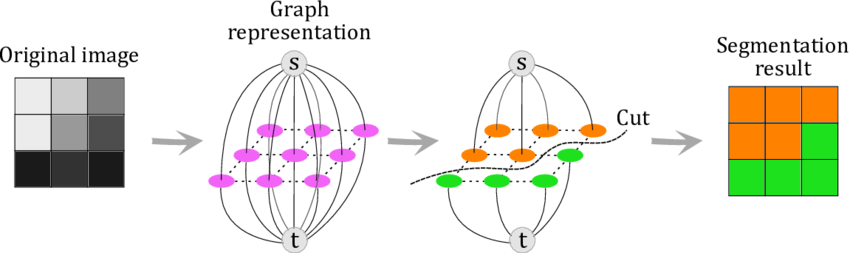 Original image
Graph
representation
s
t
s
Cut
t
Segmentation
result